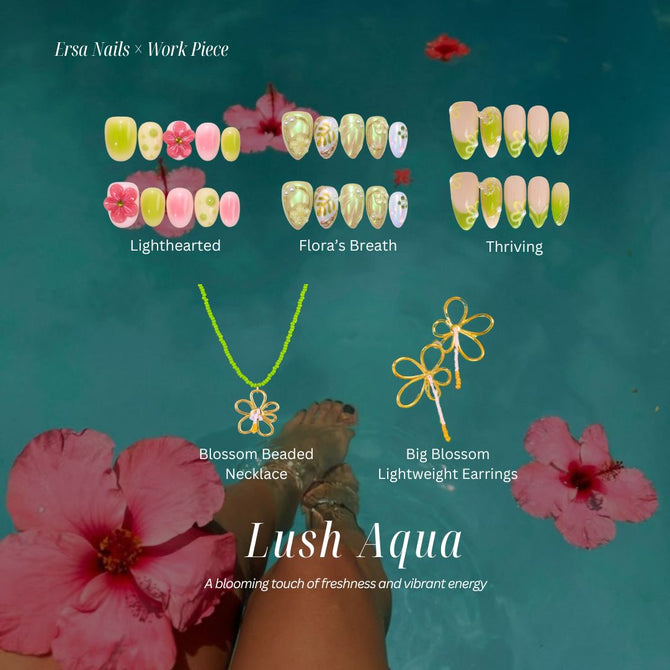 Ersa Nails × Work Piece
Lighthearted
Flora's Breath
Thriving
Blossom Beaded
Necklace
Big Blossom
Lightweight Earrings
Lush Aqua
A blooming touch of freshness and vibrant energy